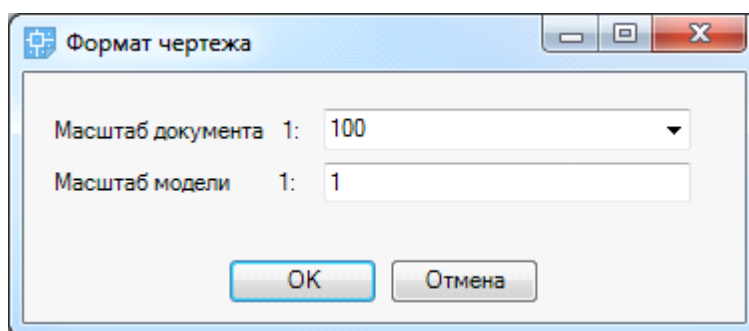 Формат чертежа
Масштаб документа 1: 100
Масштаб модели 1: 1
OK Отмена